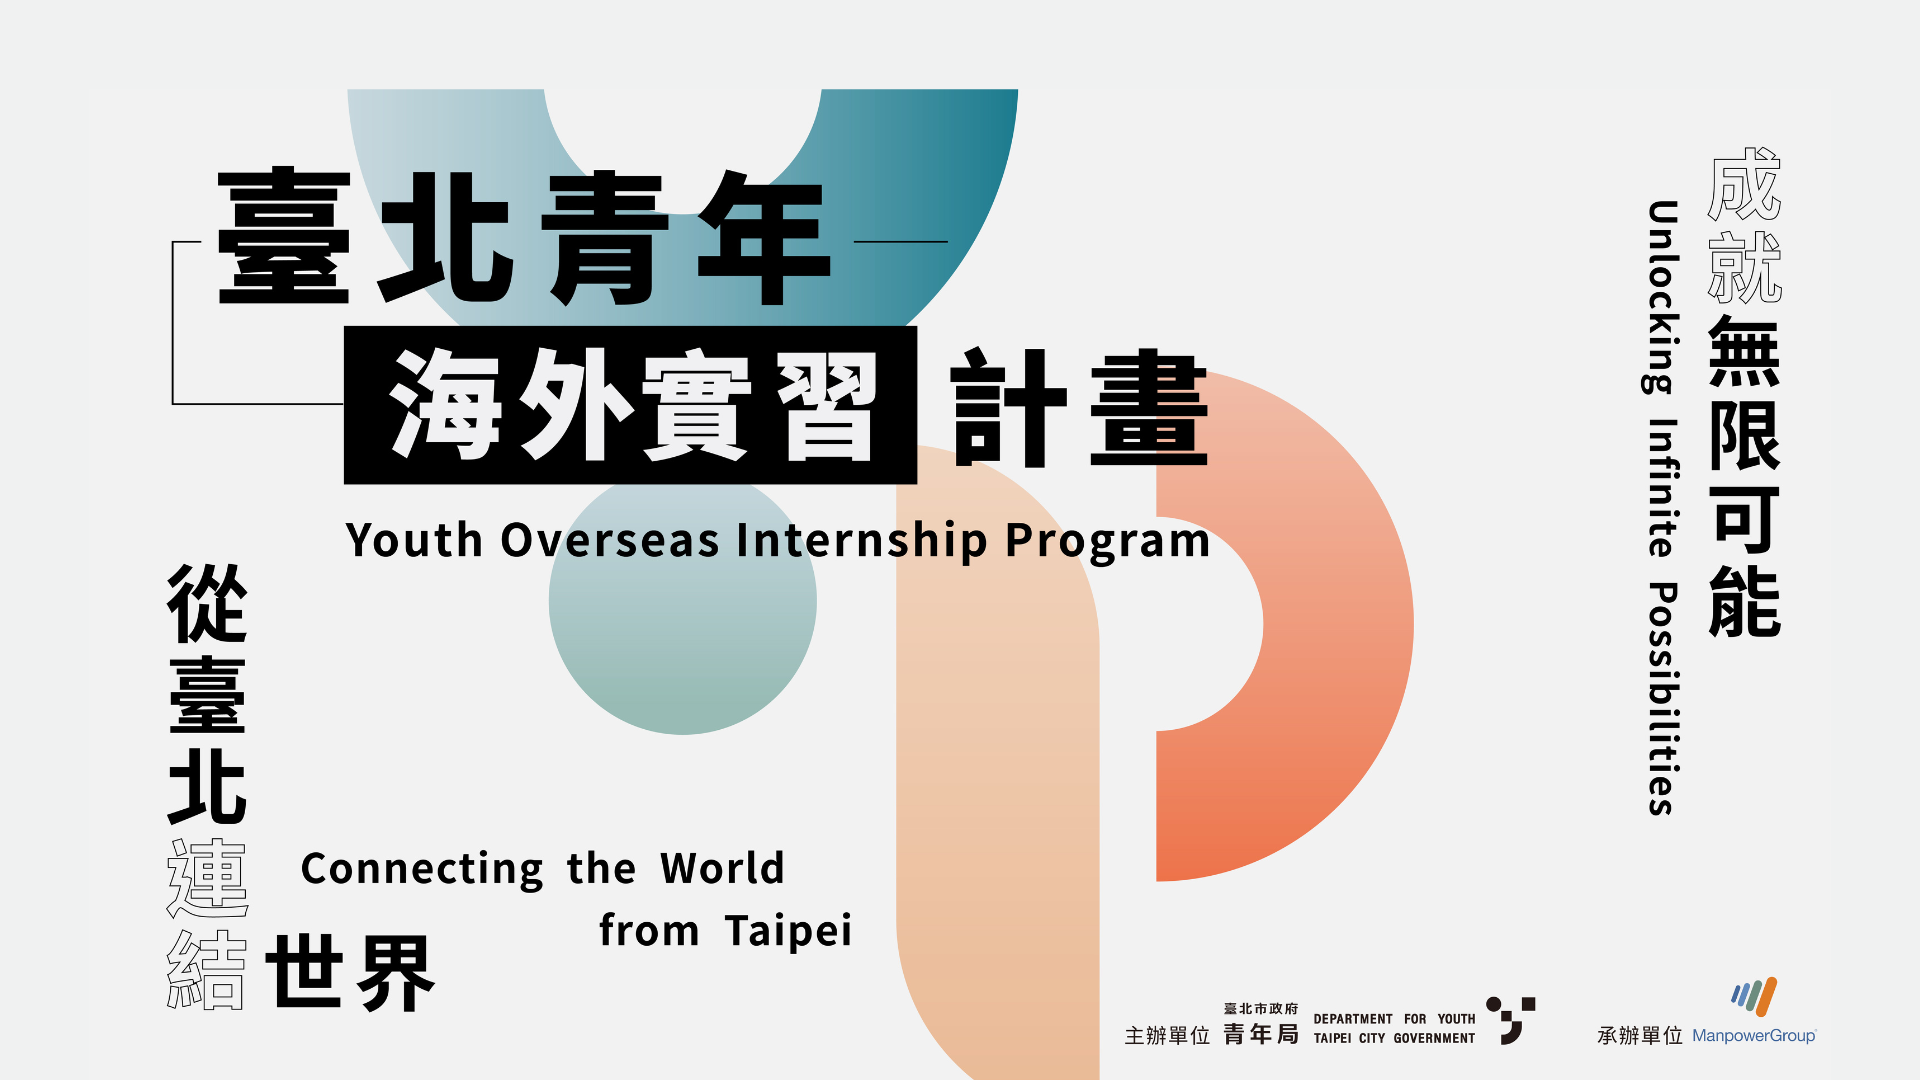 臺北青年
海外實習計畫
Youth Overseas Internship Program
成就無限可能
Unlocking Infinite Possibilities
從臺北連結世界
Connecting the World
from Taipei
主辦單位
臺北市政府
青年局
DEPARTMENT FOR YOUTH
TAIPEI CITY GOVERNMENT
承辦單位
ManpowerGroup